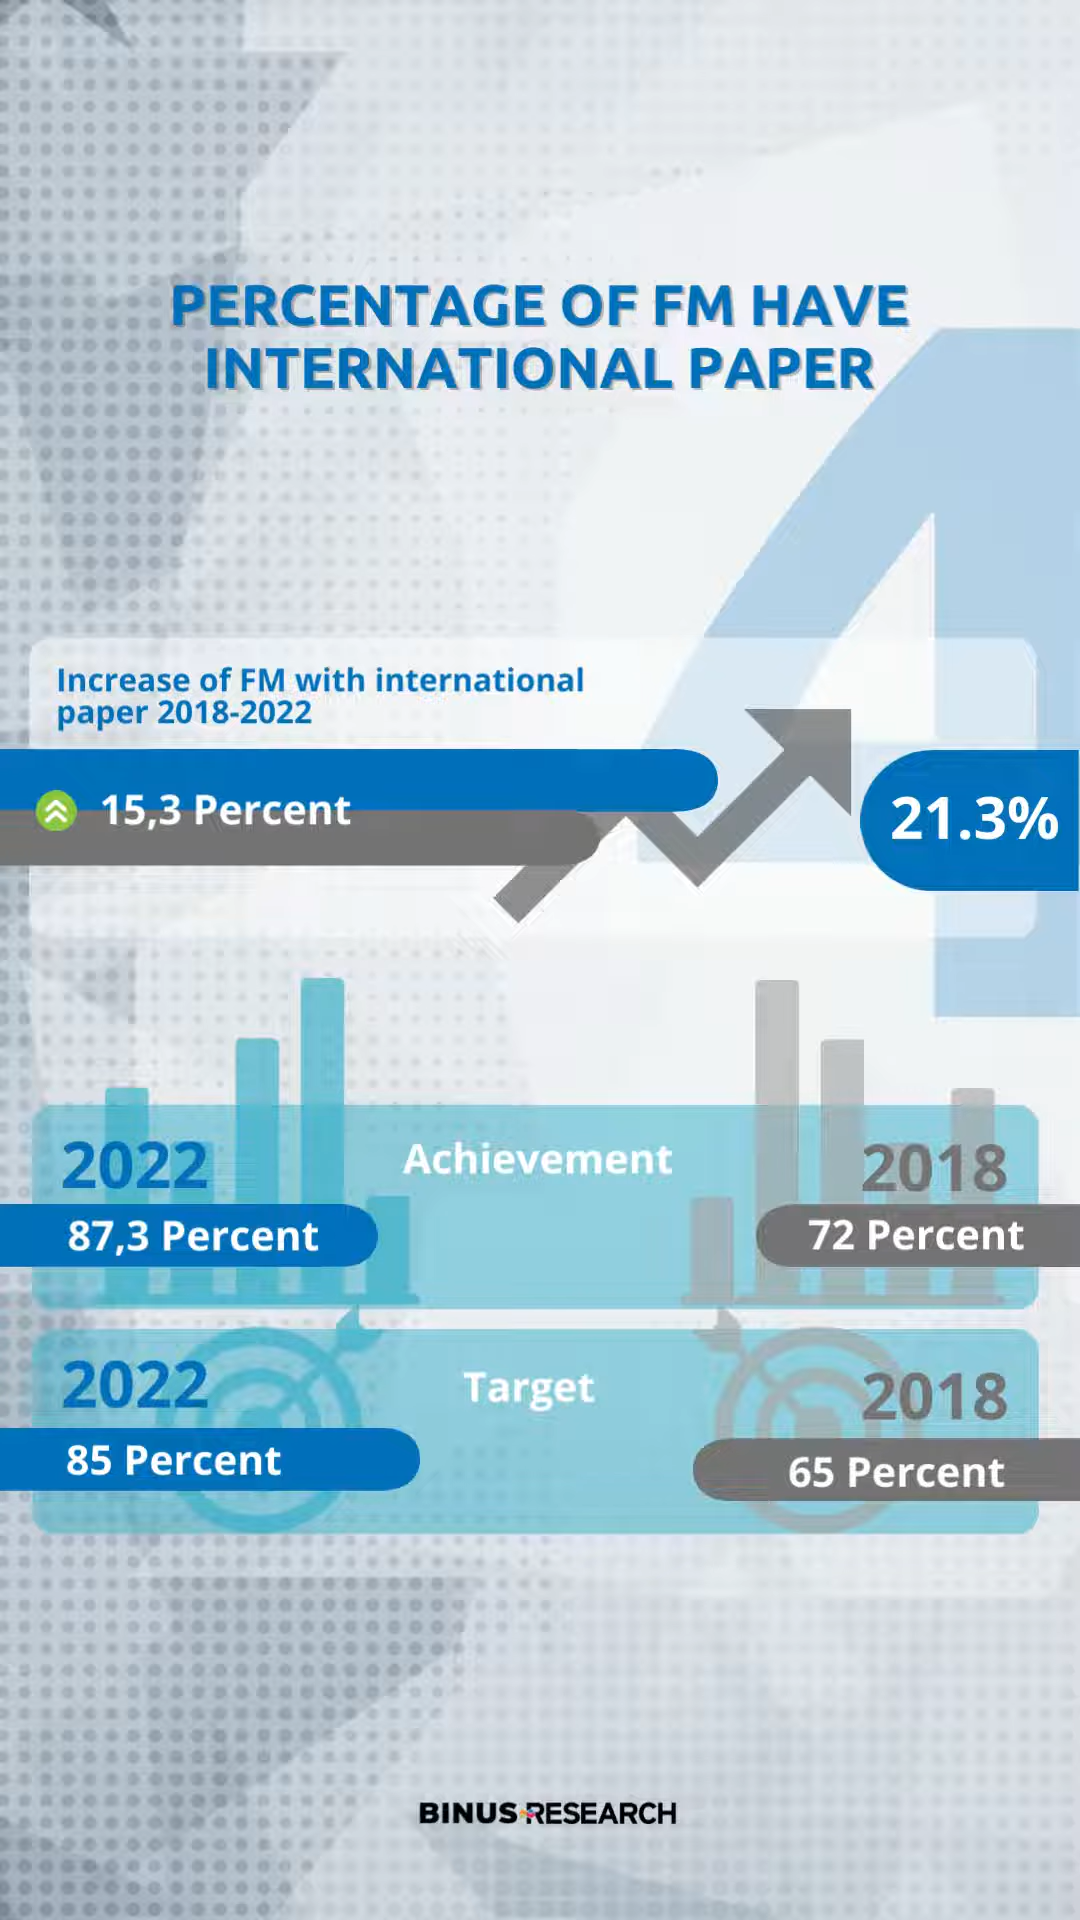 PERCENTAGE OF FM HAVE
INTERNATIONAL PAPER
4
Increase of FM with international
paper 2018-2022
15,3 Percent
21.3%
2022
Achievement
2018
87,3 Percent
72 Percent
2022
Target
2018
85 Percent
65 Percent
BINUS RESEARCH